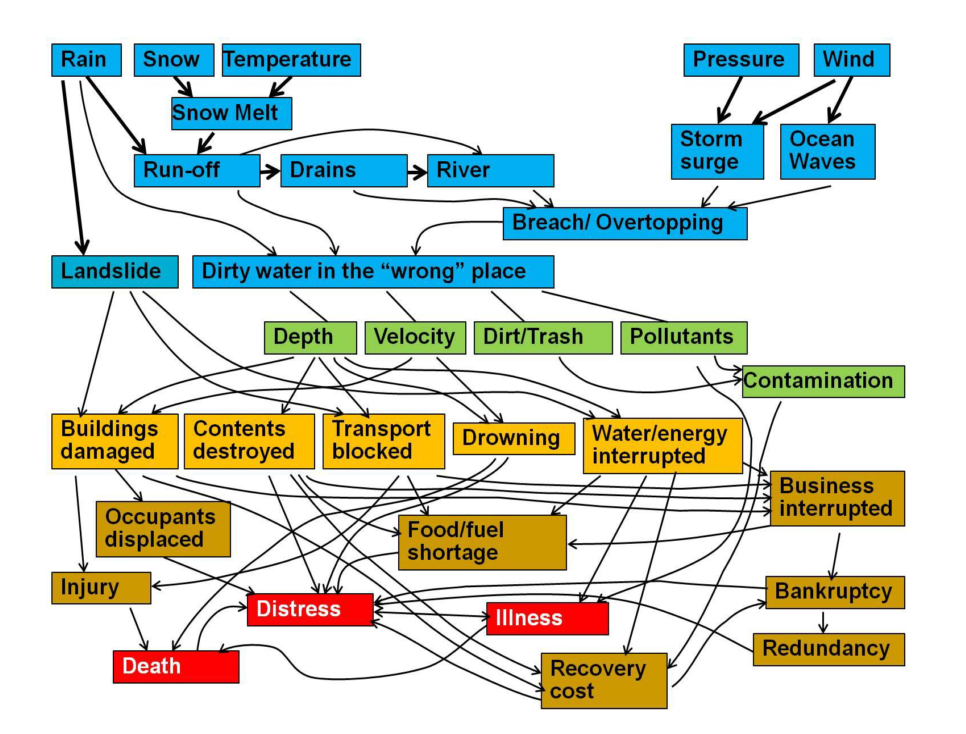 Rain
Snow
Temperature
Pressure
Wind
Snow Melt
Storm
surge
Ocean
Waves
Run-off
Drains
River
Breach/ Overtopping
Landslide
Dirty water in the “wrong” place
Depth
Velocity
Dirt/Trash
Pollutants
Contamination
Buildings
damaged
Contents
destroyed
Transport
blocked
Drowning
Water/energy
interrupted
Business
interrupted
Occupants
displaced
Food/fuel
shortage
Injury
Distress
Illness
Bankruptcy
Redundancy
Death
Recovery
cost